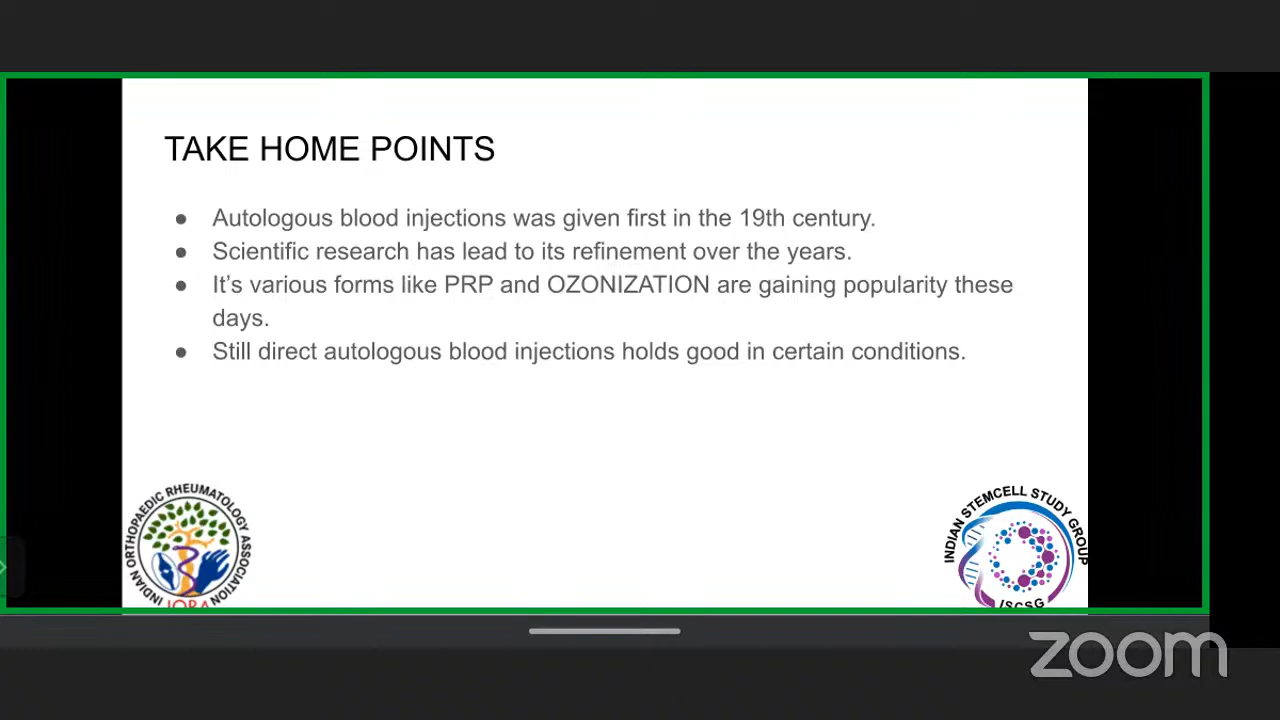 TAKE HOME POINTS
● Autologous blood injections was given first in the 19th century.
● Scientific research has lead to its refinement over the years.
● It’s various forms like PRP and OZONIZATION are gaining popularity these
days.
● Still direct autologous blood injections holds good in certain conditions.
INDIAN ORTHOPAEDIC RHEUMATOLOGY ASSOCIATION
IORA
INDIAN STEMCELL STUDY GROUP
ISCSG
zoom